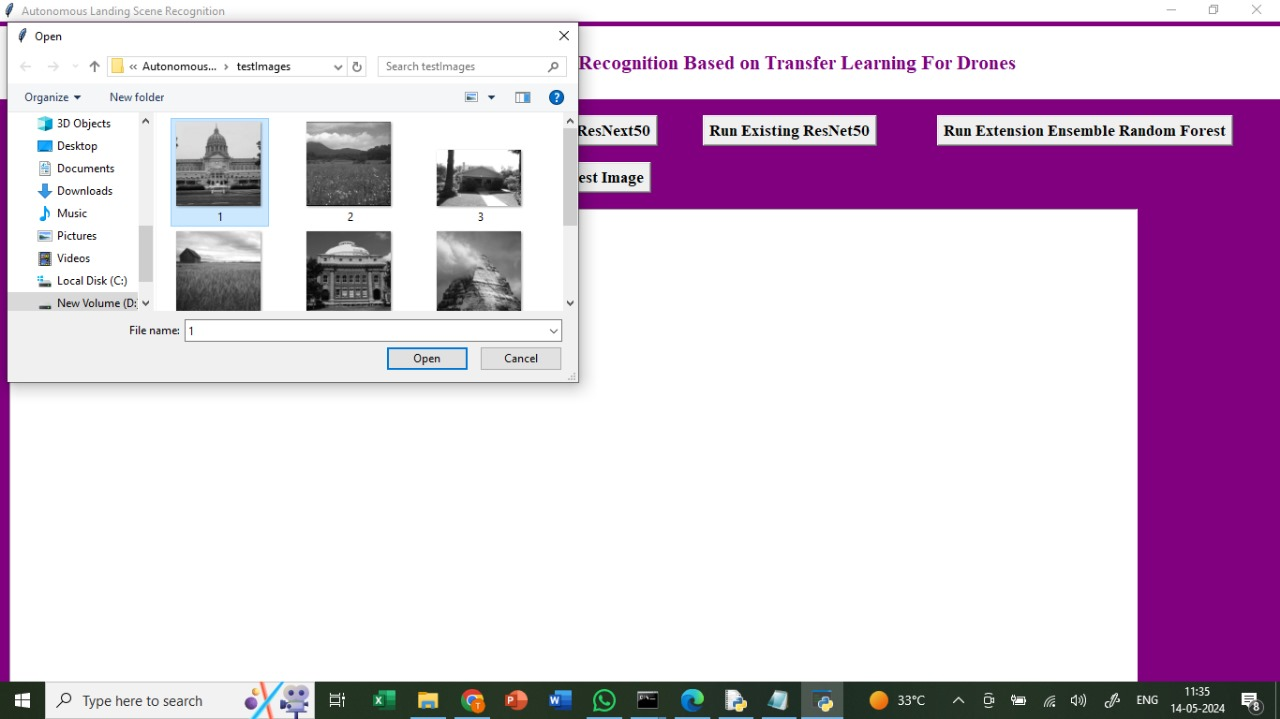 Autonomous Landing Scene Recognition
Open
Recognition Based on Transfer Learning For Drones
« Autonomous... › testImages
Search testImages
Organize
New folder
3D Objects
Desktop
Documents
Downloads
Music
Pictures
Videos
Local Disk (C:)
New Volume (D:
1
2
3
File name:
1
Open
Cancel
ResNext50
Run Existing ResNet50
Run Extension Ensemble Random Forest
est Image
Type here to search
33°C
ENG
11:35
14-05-2024
8